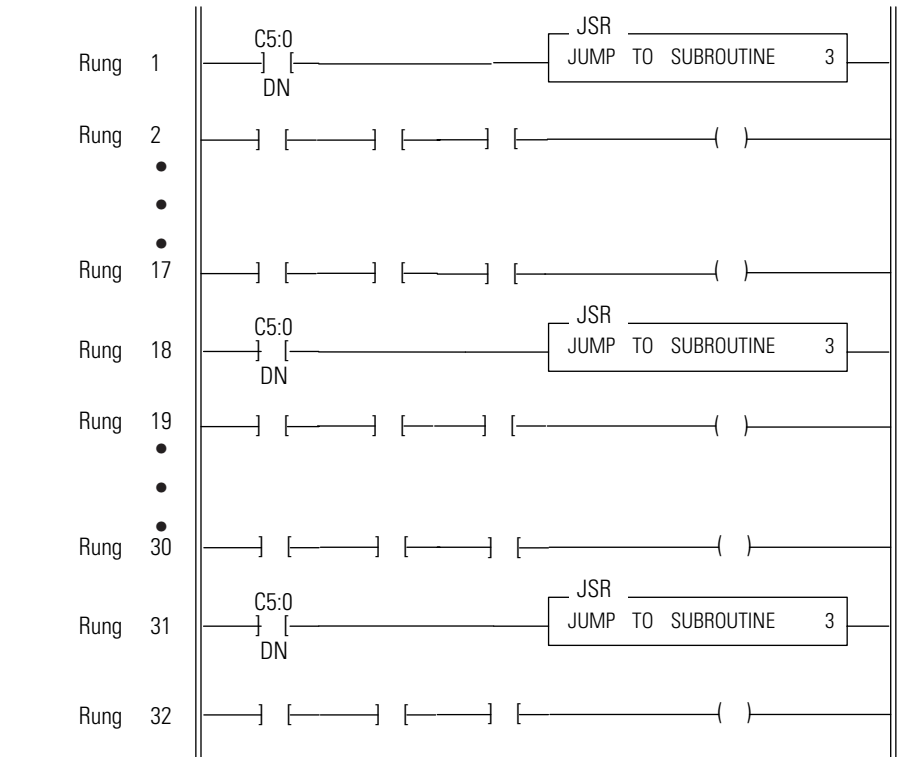 C5:0
JSR
Rung 1
] [
JUMP TO SUBROUTINE 3
DN
Rung 2
] [ ] [ ] [ ( )
Rung 17
] [ ] [ ] [ ( )
C5:0
JSR
Rung 18
] [
JUMP TO SUBROUTINE 3
DN
Rung 19
] [ ] [ ] [ ( )
Rung 30
] [ ] [ ] [ ( )
C5:0
JSR
Rung 31
] [
JUMP TO SUBROUTINE 3
DN
Rung 32
] [ ] [ ] [ ( )